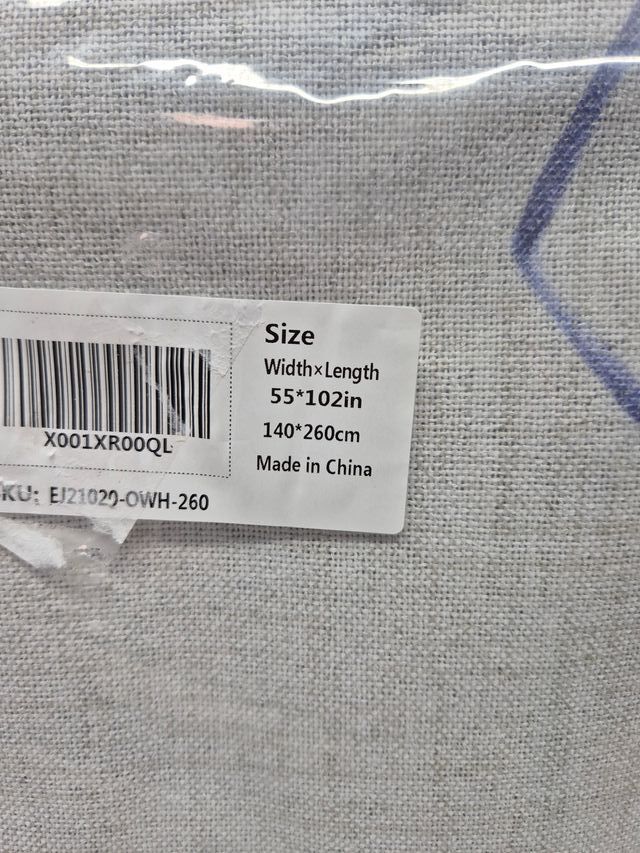 Size
Width×Length
55*102in
140*260cm
Made in China
X001XR00QL
KU: EJ21029-OWH-260